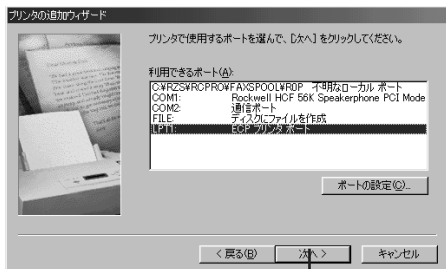 プリンタの追加ウィザード
プリンタで使用するポートを選んで、[次へ] をクリックしてください。
利用できるポート(A):
C:¥RZS¥RCPRO¥FAXSPOOL¥R0P 不明なローカル ポート
COM1: Rockwell HCF 56K Speakerphone PCI Mode
COM2: 通信ポート
FILE: ディスクにファイルを作成
LPT1: ECP プリンタ ポート
ポートの設定(C)...
< 戻る(B)
次へ >
キャンセル